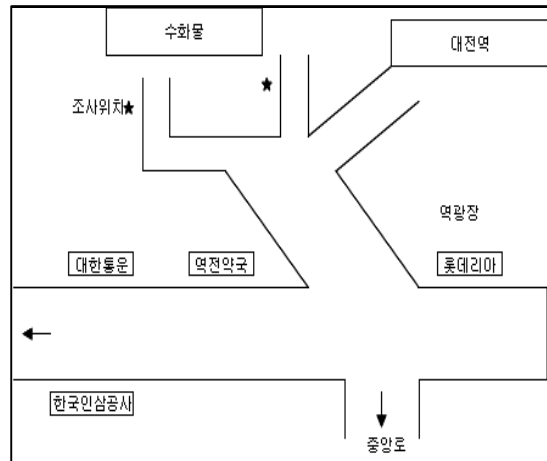 수화물
대전역
조사위치★
★
역광장
대한통운
역전약국
롯데리아
한국인삼공사
중앙로